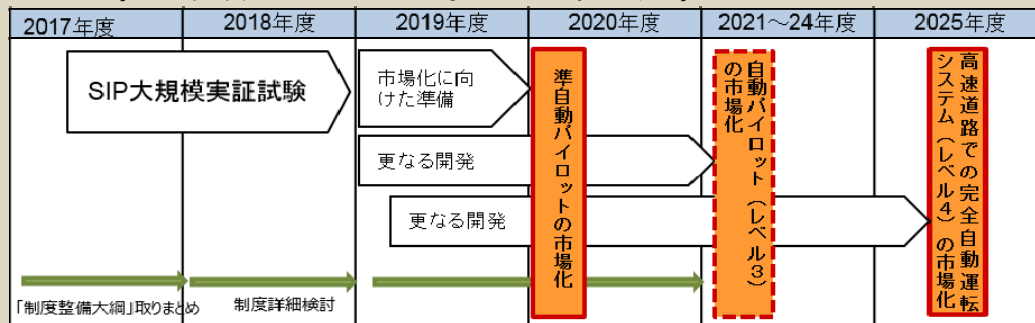 2017年度
2018年度
2019年度
2020年度
2021～24年度
2025年度
SIP大規模実証試験
市場化に向
けた準備
更なる開発
更なる開発
準自動パイロットの市場化
自動パイロット（レベル３）
の市場化
高速道路での完全自動運転
システム（レベル４）の市場化
「制度整備大綱」取りまとめ
制度詳細検討